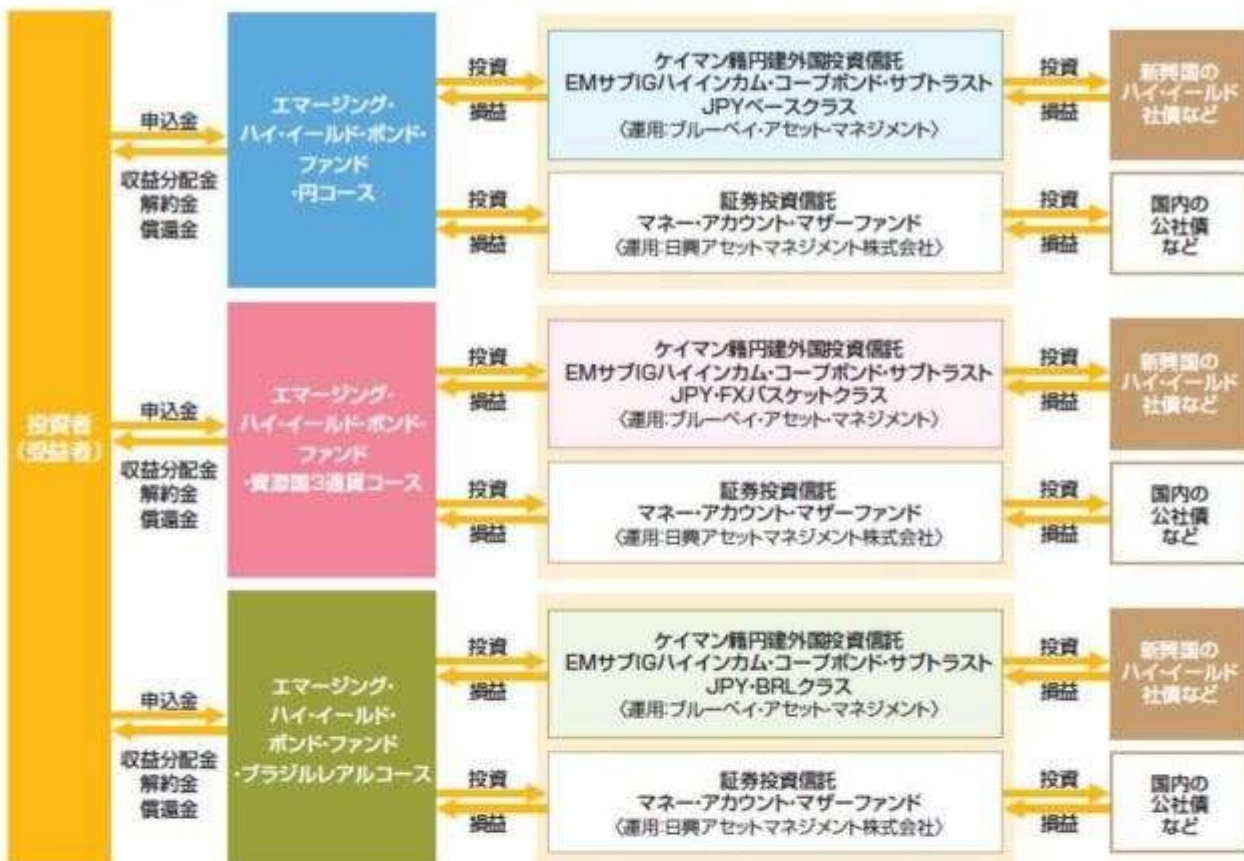 投資者
(受益者)
申込金
収益分配金
解約金
償還金
エマージング・
ハイ・イールド・ボンド・
ファンド
・円コース
投資
損益
ケイマン籍円建外国投資信託
EMサブIGハイインカム・コープボンド・サブトラスト
JPYベースクラス
〈運用:ブルーベイ・アセット・マネジメント〉
投資
損益
新興国の
ハイ・イールド
社債など
投資
損益
証券投資信託
マネー・アカウント・マザーファンド
〈運用:日興アセットマネジメント株式会社〉
投資
損益
国内の
公社債
など
申込金
収益分配金
解約金
償還金
エマージング・
ハイ・イールド・ボンド・
ファンド
・資源国3通貨コース
投資
損益
ケイマン籍円建外国投資信託
EMサブIGハイインカム・コープボンド・サブトラスト
JPY・FXバスケットクラス
〈運用:ブルーベイ・アセット・マネジメント〉
投資
損益
新興国の
ハイ・イールド
社債など
投資
損益
証券投資信託
マネー・アカウント・マザーファンド
〈運用:日興アセットマネジメント株式会社〉
投資
損益
国内の
公社債
など
申込金
収益分配金
解約金
償還金
エマージング・
ハイ・イールド・
ボンド・ファンド
・ブラジルレアルコース
投資
損益
ケイマン籍円建外国投資信託
EMサブIGハイインカム・コープボンド・サブトラスト
JPY・BRLクラス
〈運用:ブルーベイ・アセット・マネジメント〉
投資
損益
新興国の
ハイ・イールド
社債など
投資
損益
証券投資信託
マネー・アカウント・マザーファンド
〈運用:日興アセットマネジメント株式会社〉
投資
損益
国内の
公社債
など